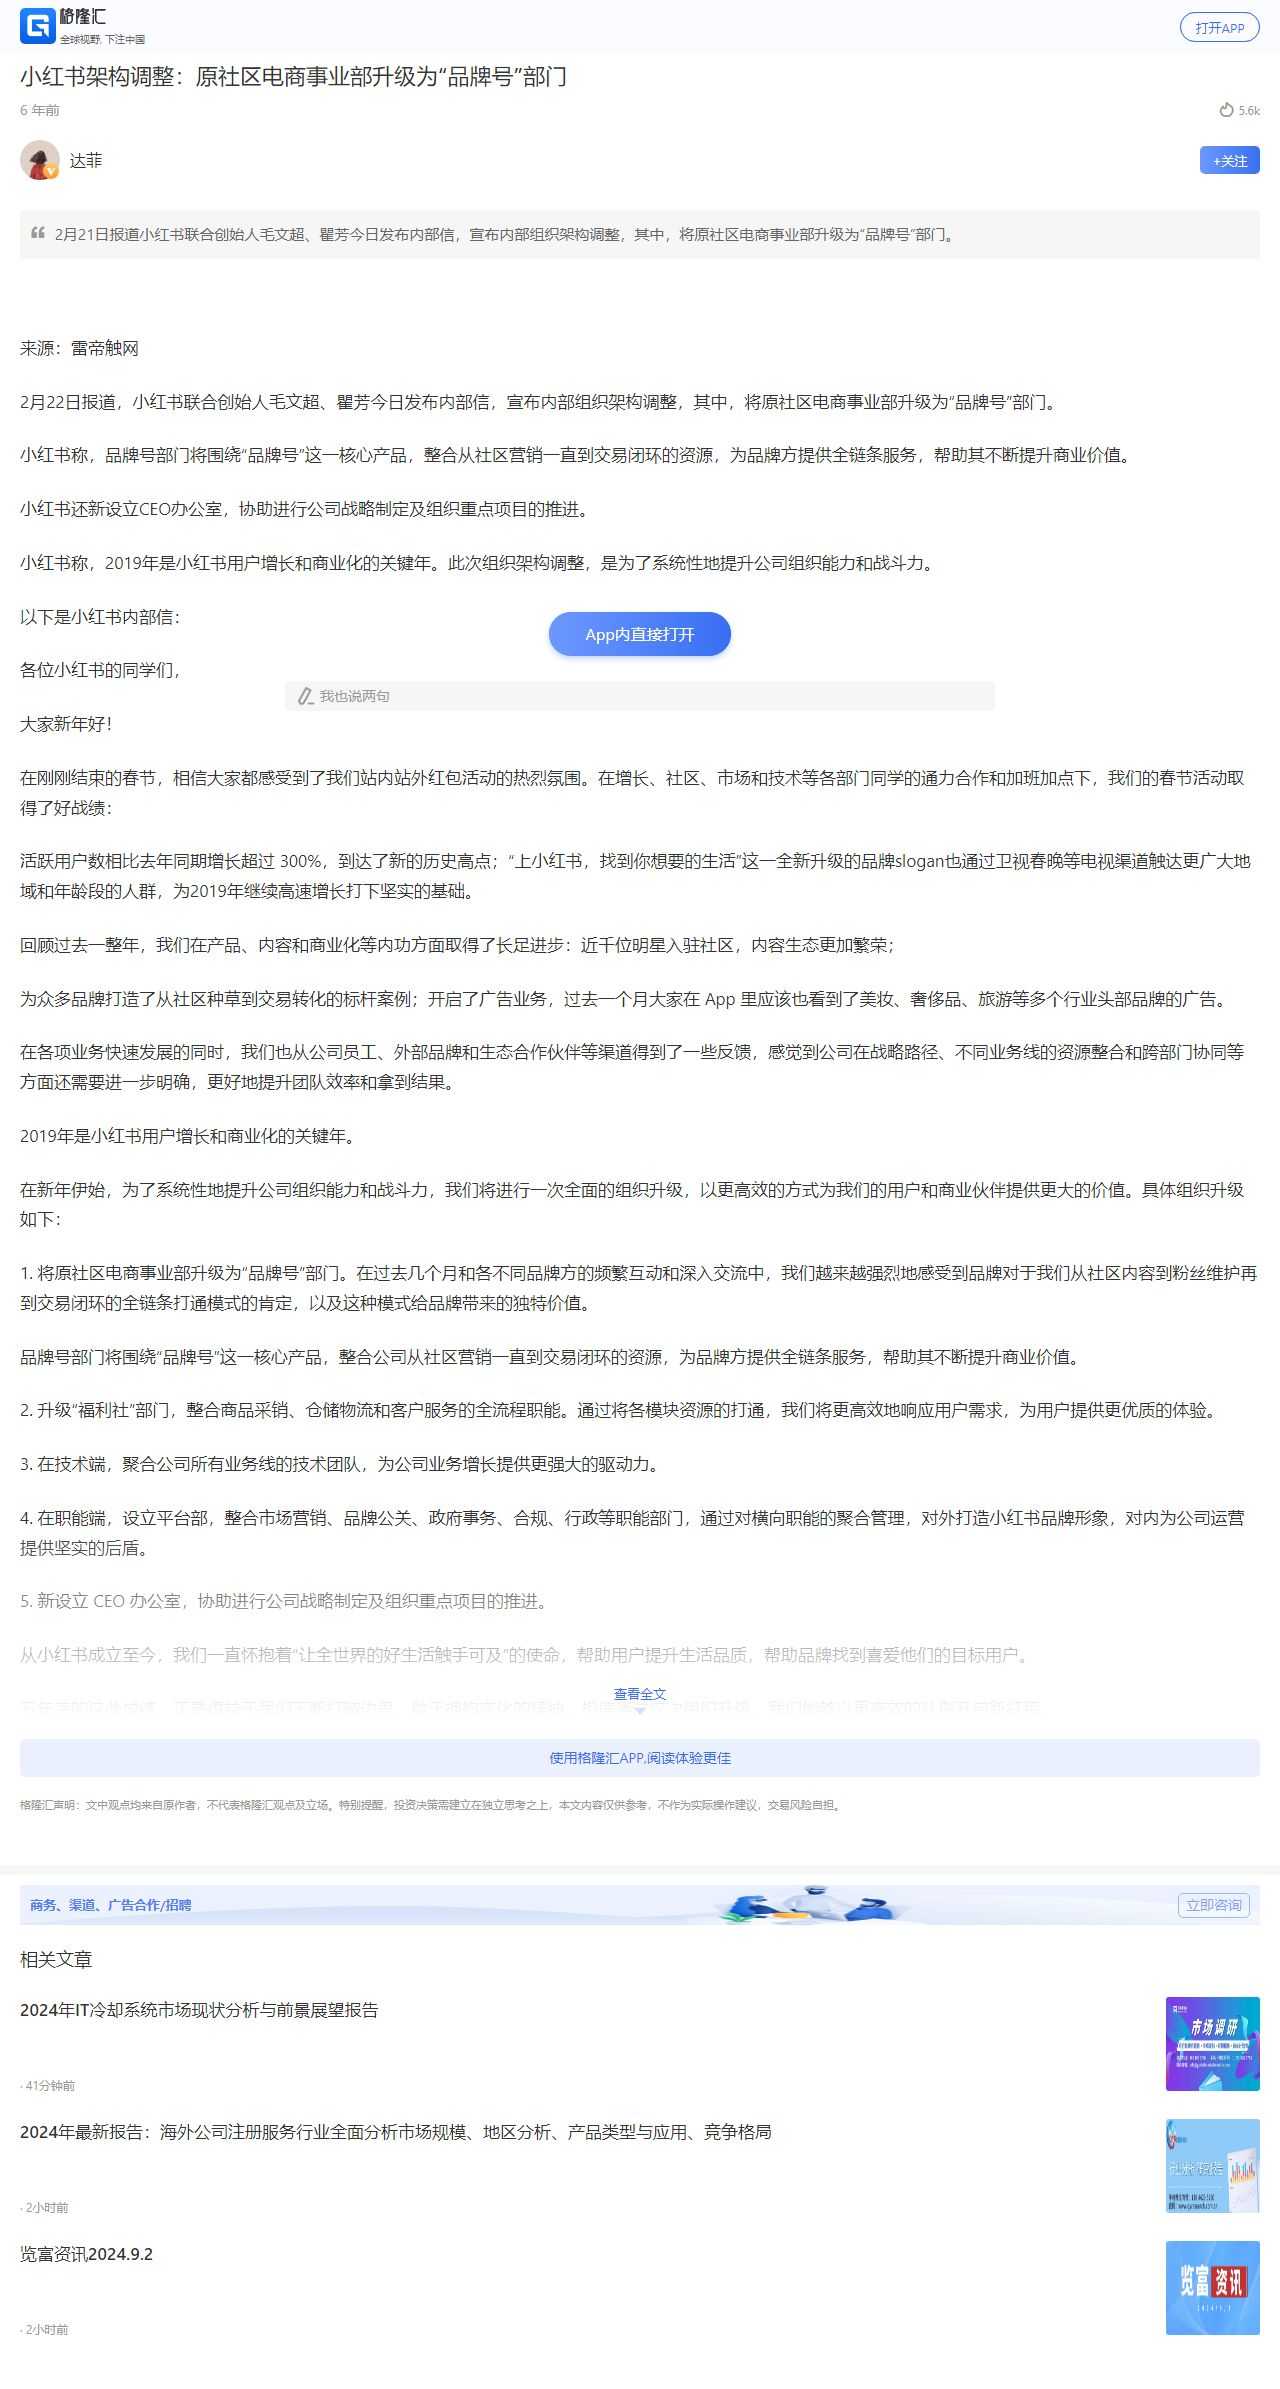 格隆汇
全球视野, 下注中国
打开APP
小红书架构调整：原社区电商事业部升级为“品牌号”部门
6 年前
5.6k
达菲
+关注
2月21日报道小红书联合创始人毛文超、瞿芳今日发布内部信，宣布内部组织架构调整，其中，将原社区电商事业部升级为“品牌号”部门。
来源：雷帝触网
2月22日报道，小红书联合创始人毛文超、瞿芳今日发布内部信，宣布内部组织架构调整，其中，将原社区电商事业部升级为“品牌号”部门。
小红书称，品牌号部门将围绕“品牌号”这一核心产品，整合从社区营销一直到交易闭环的资源，为品牌方提供全链条服务，帮助其不断提升商业价值。
小红书还新设立CEO办公室，协助进行公司战略制定及组织重点项目的推进。
小红书称，2019年是小红书用户增长和商业化的关键年。此次组织架构调整，是为了系统性地提升公司组织能力和战斗力。
以下是小红书内部信：
App内直接打开
各位小红书的同学们，
我也说两句
大家新年好！
在刚刚结束的春节，相信大家都感受到了我们站内站外红包活动的热烈氛围。在增长、社区、市场和技术等各部门同学的通力合作和加班加点下，我们的春节活动取
得了好战绩：
活跃用户数相比去年同期增长超过 300%，到达了新的历史高点；“上小红书，找到你想要的生活”这一全新升级的品牌slogan也通过卫视春晚等电视渠道触达更广大地
域和年龄段的人群，为2019年继续高速增长打下坚实的基础。
回顾过去一整年，我们在产品、内容和商业化等内功方面取得了长足进步：近千位明星入驻社区，内容生态更加繁荣；
为众多品牌打造了从社区种草到交易转化的标杆案例；开启了广告业务，过去一个月大家在 App 里应该也看到了美妆、奢侈品、旅游等多个行业头部品牌的广告。
在各项业务快速发展的同时，我们也从公司员工、外部品牌和生态合作伙伴等渠道得到了一些反馈，感觉到公司在战略路径、不同业务线的资源整合和跨部门协同等
方面还需要进一步明确，更好地提升团队效率和拿到结果。
2019年是小红书用户增长和商业化的关键年。
在新年伊始，为了系统性地提升公司组织能力和战斗力，我们将进行一次全面的组织升级，以更高效的方式为我们的用户和商业伙伴提供更大的价值。具体组织升级
如下：
1. 将原社区电商事业部升级为“品牌号”部门。在过去几个月和各不同品牌方的频繁互动和深入交流中，我们越来越强烈地感受到品牌对于我们从社区内容到粉丝维护再
到交易闭环的全链条打通模式的肯定，以及这种模式给品牌带来的独特价值。
品牌号部门将围绕“品牌号”这一核心产品，整合公司从社区营销一直到交易闭环的资源，为品牌方提供全链条服务，帮助其不断提升商业价值。
2. 升级“福利社”部门，整合商品采销、仓储物流和客户服务的全流程职能。通过将各模块资源的打通，我们将更高效地响应用户需求，为用户提供更优质的体验。
3. 在技术端，聚合公司所有业务线的技术团队，为公司业务增长提供更强大的驱动力。
4. 在职能端，设立平台部，整合市场营销、品牌公关、政府事务、合规、行政等职能部门，通过对横向职能的聚合管理，对外打造小红书品牌形象，对内为公司运营
提供坚实的后盾。
5. 新设立 CEO 办公室，协助进行公司战略制定及组织重点项目的推进。
从小红书成立至今，我们一直怀抱着“让全世界的好生活触手可及”的使命，帮助用户提升生活品质，帮助品牌找到喜爱他们的目标用户。
查看全文
使用格隆汇APP,阅读体验更佳
格隆汇声明：文中观点均来自原作者，不代表格隆汇观点及立场。特别提醒，投资决策需建立在独立思考之上，本文内容仅供参考，不作为实际操作建议，交易风险自担。
商务、渠道、广告合作/招聘
立即咨询
相关文章
2024年IT冷却系统市场现状分析与前景展望报告
市场调研
· 41分钟前
2024年最新报告：海外公司注册服务行业全面分析市场规模、地区分析、产品类型与应用、竞争格局
· 2小时前
览富资讯2024.9.2
览富资讯
· 2小时前